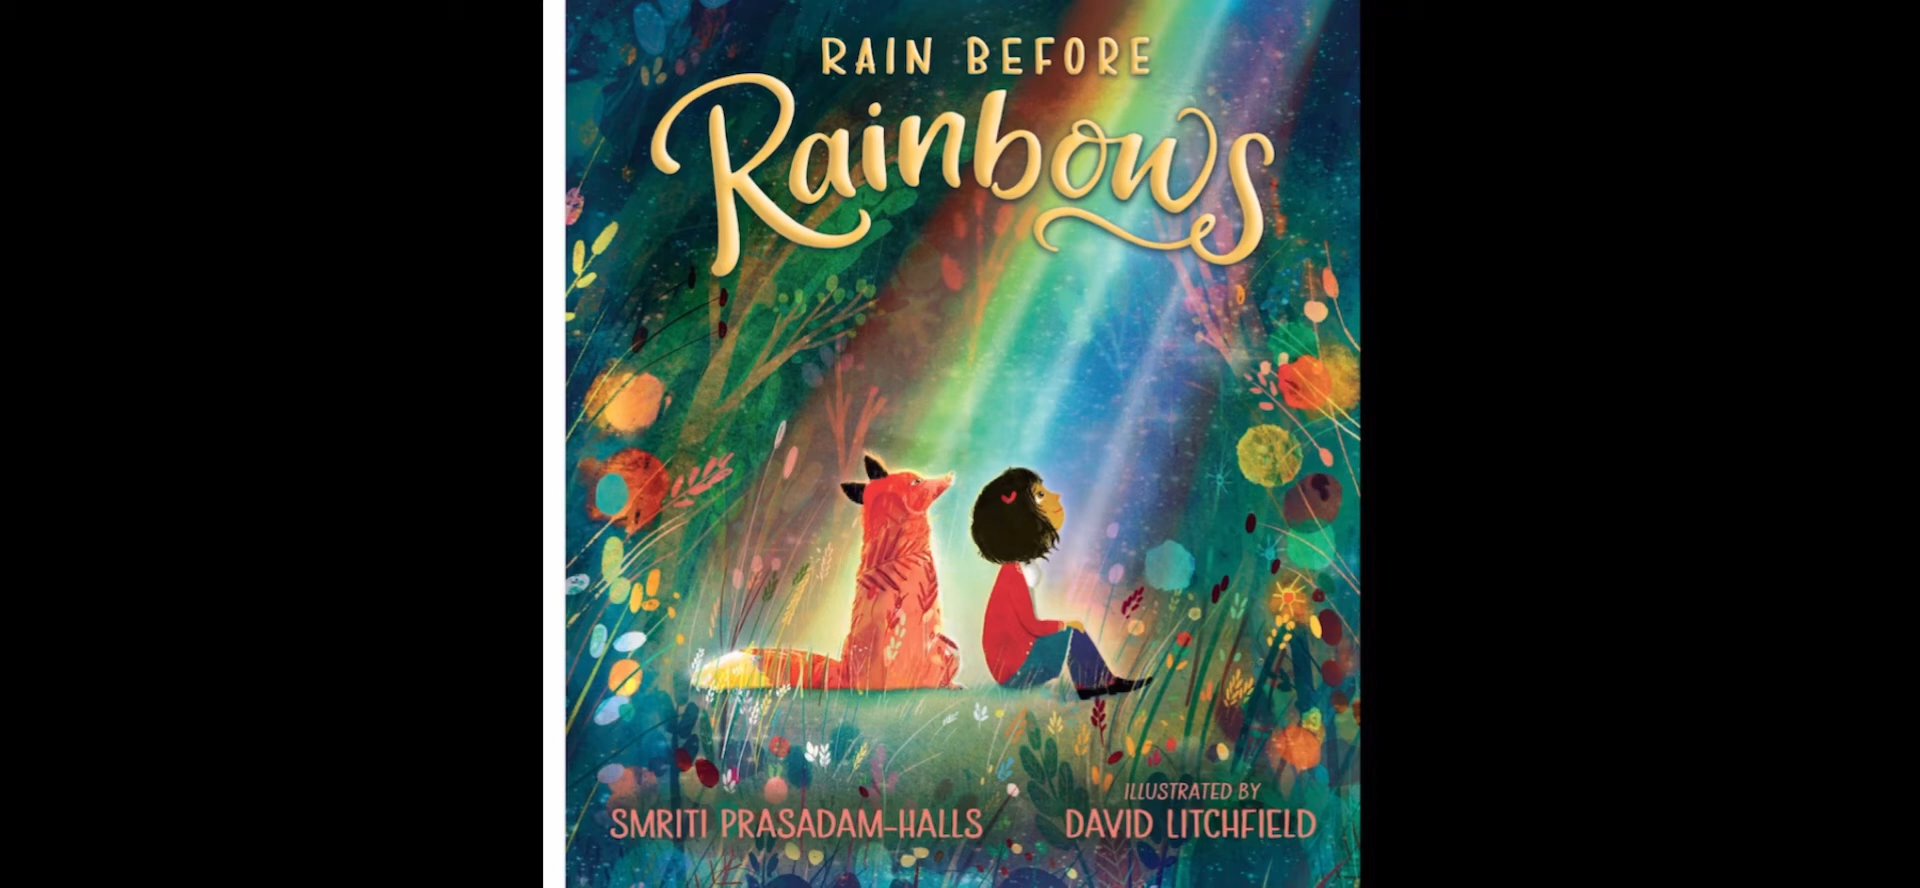 RAIN BEFORE
Rainbows
ILLUSTRATED BY
SMRITI PRASADAM-HALLS DAVID LITCHFIELD